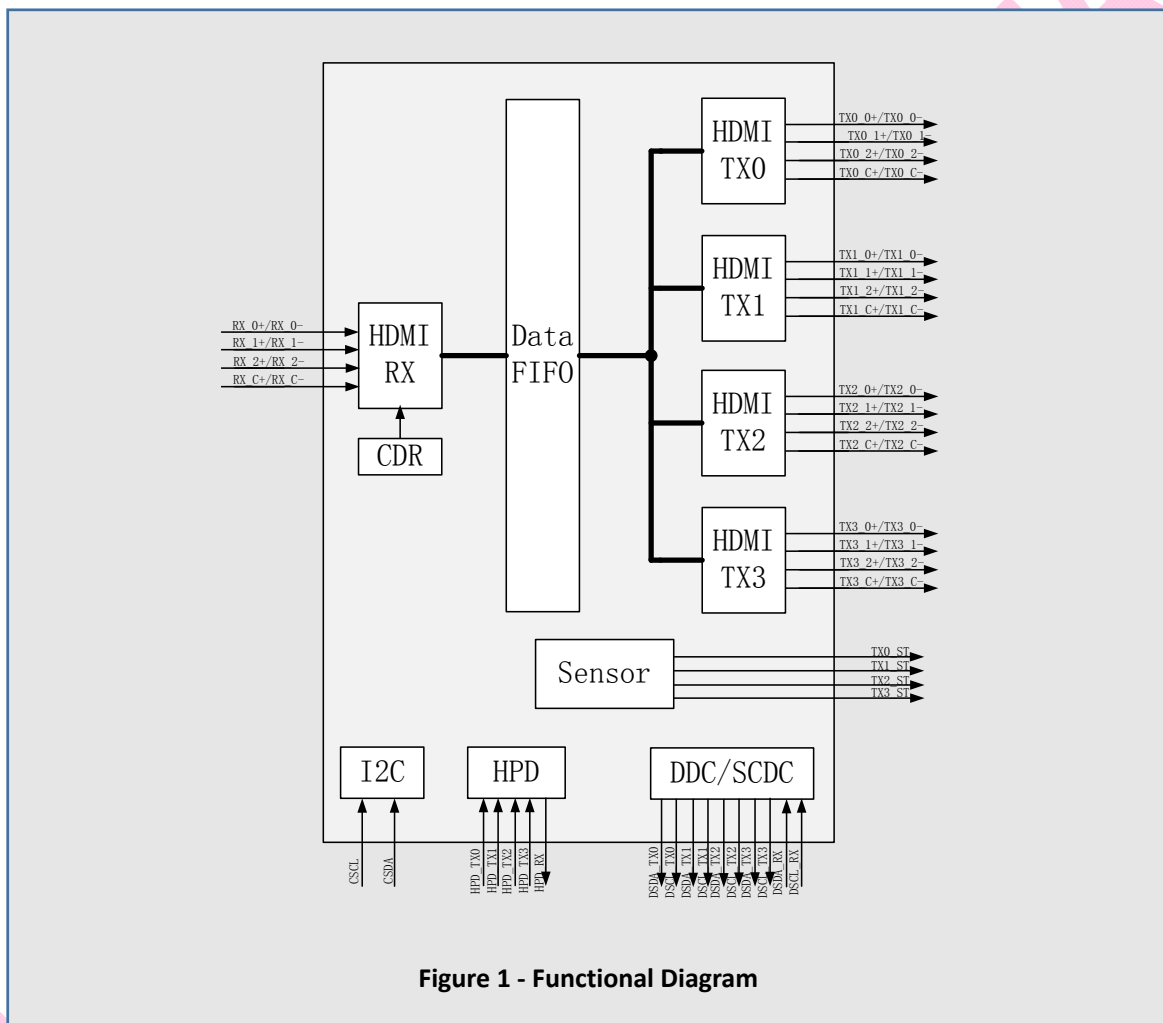 TX0_0+/TX0_0-
TX0_1+/TX0_1-
TX0_2+/TX0_2-
TX0_C+/TX0_C-
HDMI
TX0
TX1_0+/TX1_0-
TX1_1+/TX1_1-
TX1_2+/TX1_2-
TX1_C+/TX1_C-
HDMI
TX1
RX_0+/RX_0-
RX_1+/RX_1-
RX_2+/RX_2-
RX_C+/RX_C-
HDMI
RX
Data
FIFO
CDR
TX2_0+/TX2_0-
TX2_1+/TX2_1-
TX2_2+/TX2_2-
TX2_C+/TX2_C-
HDMI
TX2
TX3_0+/TX3_0-
TX3_1+/TX3_1-
TX3_2+/TX3_2-
TX3_C+/TX3_C-
HDMI
TX3
Sensor
TX0_ST
TX1_ST
TX2_ST
TX3_ST
I2C
HPD
DDC/SCDC
CSCL
CSDA
HPD_TX0
HPD_TX1
HPD_TX2
HPD_TX3
HPD_RX
DSDA_TX0
DSCL_TX0
DSDA_TX1
DSCL_TX1
DSDA_TX2
DSCL_TX2
DSDA_TX3
DSCL_TX3
DSDA_RX
DSCL_RX
Figure 1 - Functional Diagram